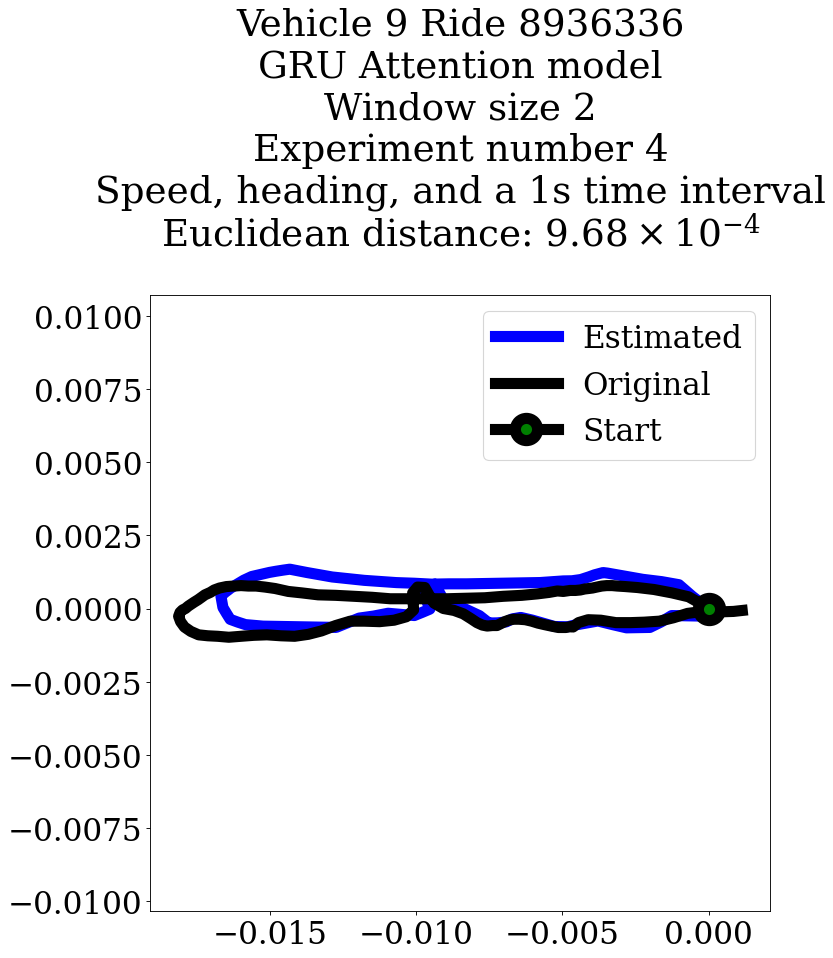 Vehicle 9 Ride 8936336
GRU Attention model
Window size 2
Experiment number 4
Speed, heading, and a 1s time interval
Euclidean distance: 9.68 × 10⁻⁴
Estimated
Original
Start
0.0100
0.0075
0.0050
0.0025
0.0000
−0.0025
−0.0050
−0.0075
−0.0100
−0.015 −0.010 −0.005 0.000